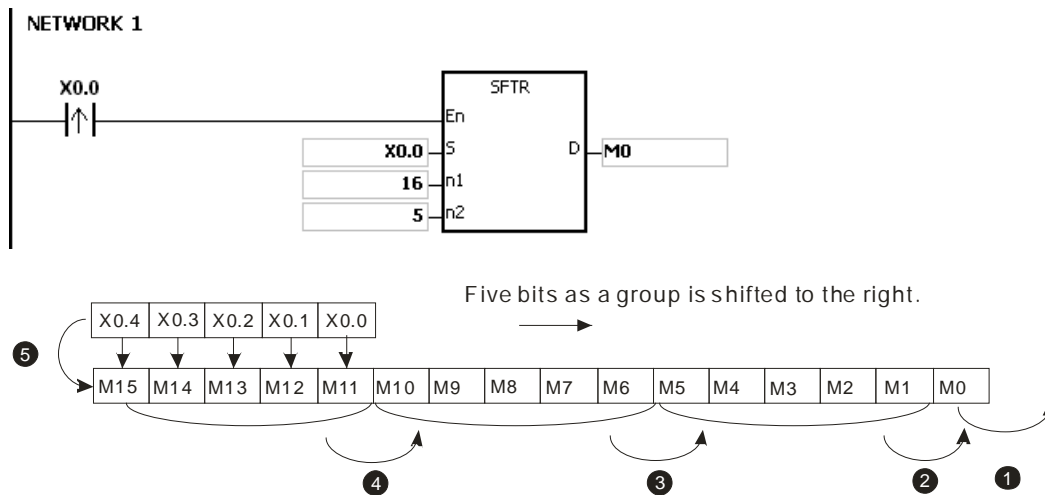 NETWORK 1
X0.0
SFTR
En
X0.0 S D M0
16 n1
5 n2
Five bits as a group is shifted to the right.
X0.4 X0.3 X0.2 X0.1 X0.0
5
M15 M14 M13 M12 M11 M10 M9 M8 M7 M6 M5 M4 M3 M2 M1 M0
4 3 2 1